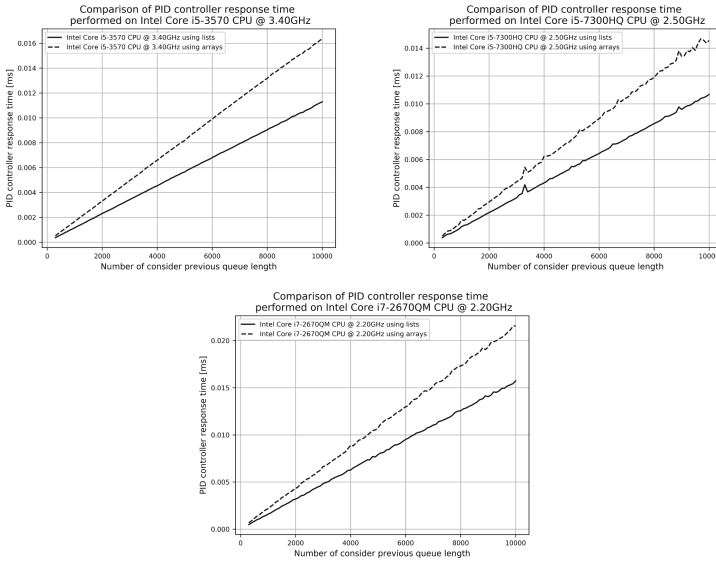 Comparison of PID controller response time
performed on Intel Core i5-3570 CPU @ 3.40GHz
Intel Core i5-3570 CPU @ 3.40GHz using lists
Intel Core i5-3570 CPU @ 3.40GHz using arrays
PID controller response time [ms]
0.016
0.014
0.012
0.010
0.008
0.006
0.004
0.002
0.000
0 2000 4000 6000 8000 10000
Number of consider previous queue length
Comparison of PID controller response time
performed on Intel Core i5-7300HQ CPU @ 2.50GHz
Intel Core i5-7300HQ CPU @ 2.50GHz using lists
Intel Core i5-7300HQ CPU @ 2.50GHz using arrays
PID controller response time [ms]
0.014
0.012
0.010
0.008
0.006
0.004
0.002
0.000
0 2000 4000 6000 8000 10000
Number of consider previous queue length
Comparison of PID controller response time
performed on Intel Core i7-2670QM CPU @ 2.20GHz
Intel Core i7-2670QM CPU @ 2.20GHz using lists
Intel Core i7-2670QM CPU @ 2.20GHz using arrays
PID controller response time [ms]
0.020
0.015
0.010
0.005
0.000
0 2000 4000 6000 8000 10000
Number of consider previous queue length